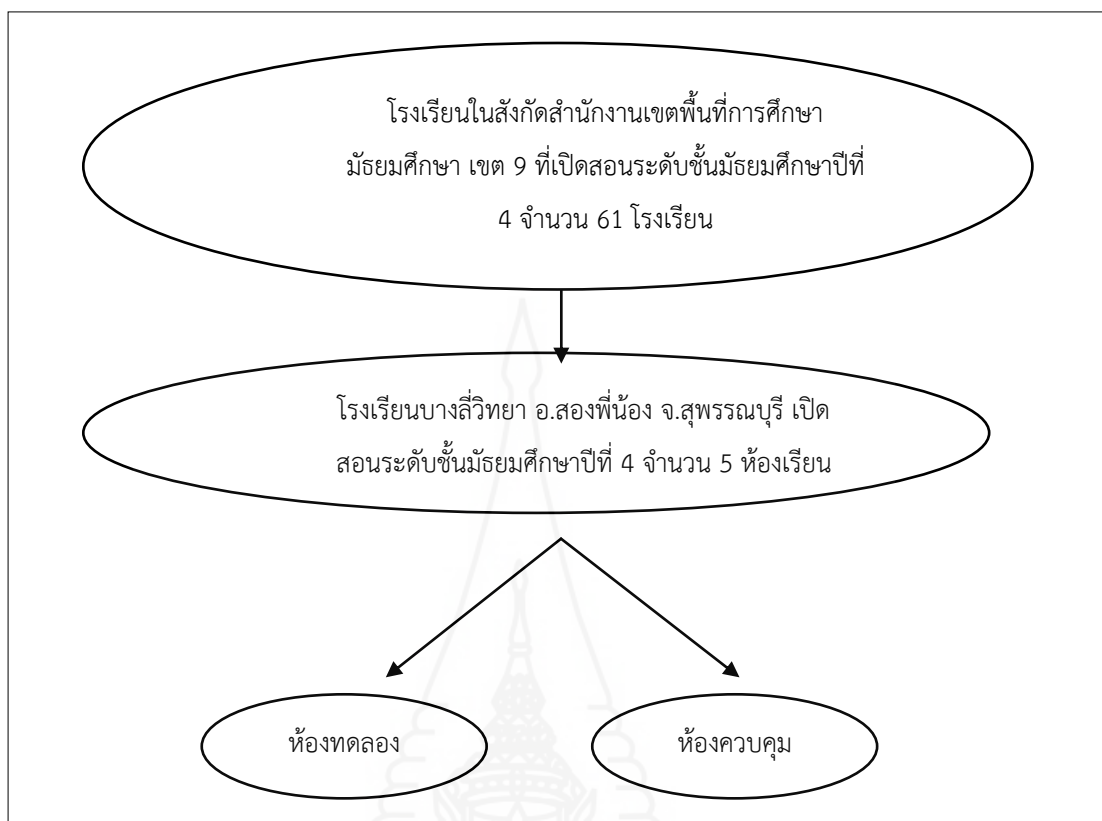 โรงเรียนในสังกัดสำนักงานเขตพื้นที่การศึกษา
มัธยมศึกษา เขต 9 ที่เปิดสอนระดับชั้นมัธยมศึกษาปีที่
4 จำนวน 61 โรงเรียน
โรงเรียนบางลี่วิทยา อ.สองพี่น้อง จ.สุพรรณบุรี เปิด
สอนระดับชั้นมัธยมศึกษาปีที่ 4 จำนวน 5 ห้องเรียน
ห้องทดลอง
ห้องควบคุม